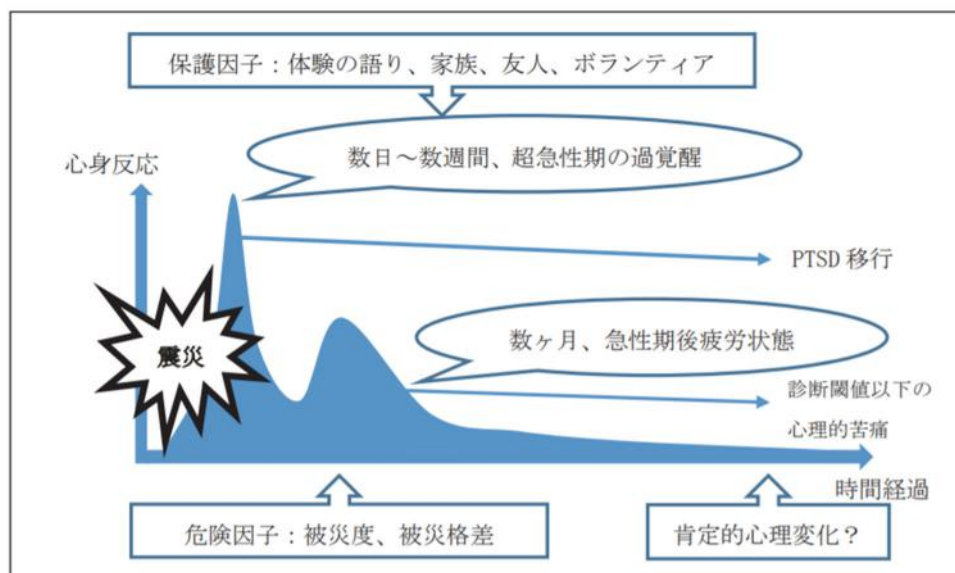 保護因子：体験の語り、家族、友人、ボランティア
数日～数週間、超急性期の過覚醒
心身反応
PTSD 移行
震災
数ヶ月、急性期後疲労状態
診断閾値以下の
心理的苦痛
時間経過
危険因子：被災度、被災格差
肯定的心理変化？